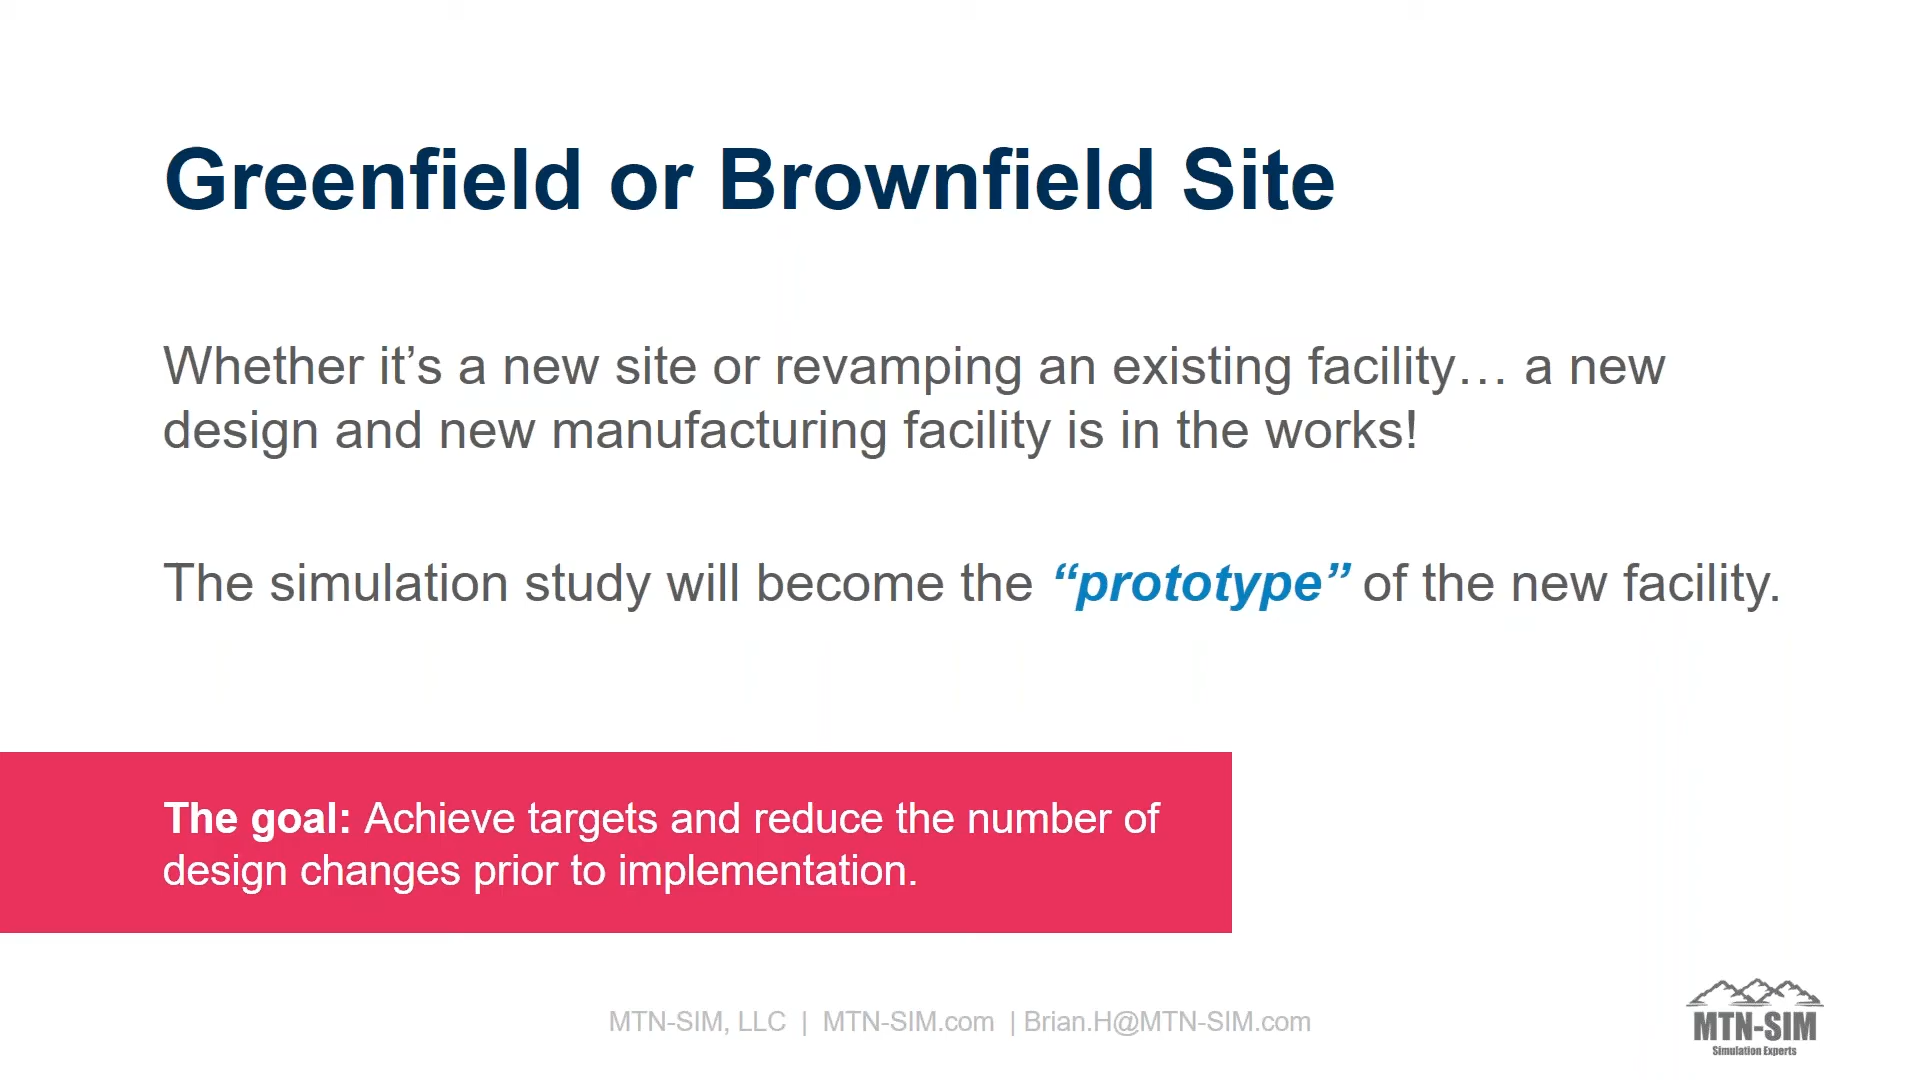 Greenfield or Brownfield Site
Whether it’s a new site or revamping an existing facility… a new
design and new manufacturing facility is in the works!
The simulation study will become the “prototype” of the new facility.
The goal: Achieve targets and reduce the number of
design changes prior to implementation.
MTN-SIM, LLC | MTN-SIM.com | Brian.H@MTN-SIM.com
MTN-SIM
Simulation Experts